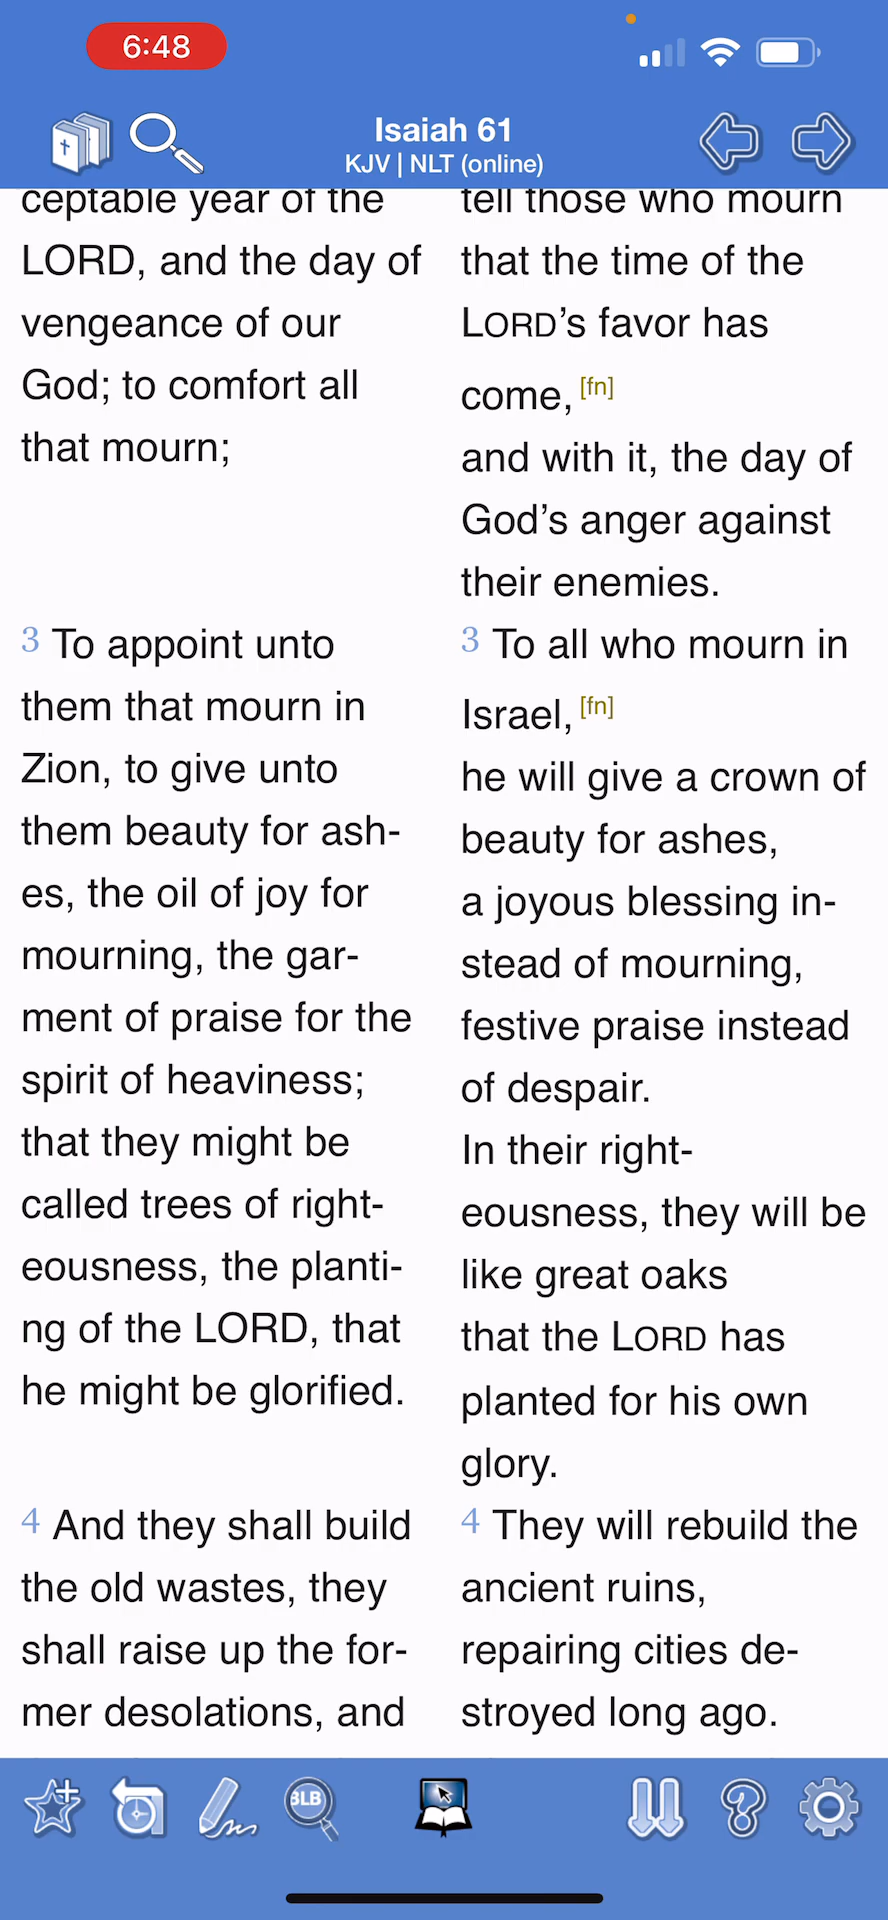 6:48
Isaiah 61
KJV | NLT (online)
ceptable year of the
LORD, and the day of
vengeance of our
God; to comfort all
that mourn;
3 To appoint unto
them that mourn in
Zion, to give unto
them beauty for ash-
es, the oil of joy for
mourning, the gar-
ment of praise for the
spirit of heaviness;
that they might be
called trees of right-
eousness, the planti-
ng of the LORD, that
he might be glorified.
4 And they shall build
the old wastes, they
shall raise up the for-
mer desolations, and
tell those who mourn
that the time of the
LORD’s favor has
come, [fn]
and with it, the day of
God’s anger against
their enemies.
3 To all who mourn in
Israel, [fn]
he will give a crown of
beauty for ashes,
a joyous blessing in-
stead of mourning,
festive praise instead
of despair.
In their right-
eousness, they will be
like great oaks
that the LORD has
planted for his own
glory.
4 They will rebuild the
ancient ruins,
repairing cities de-
stroyed long ago.
BLB